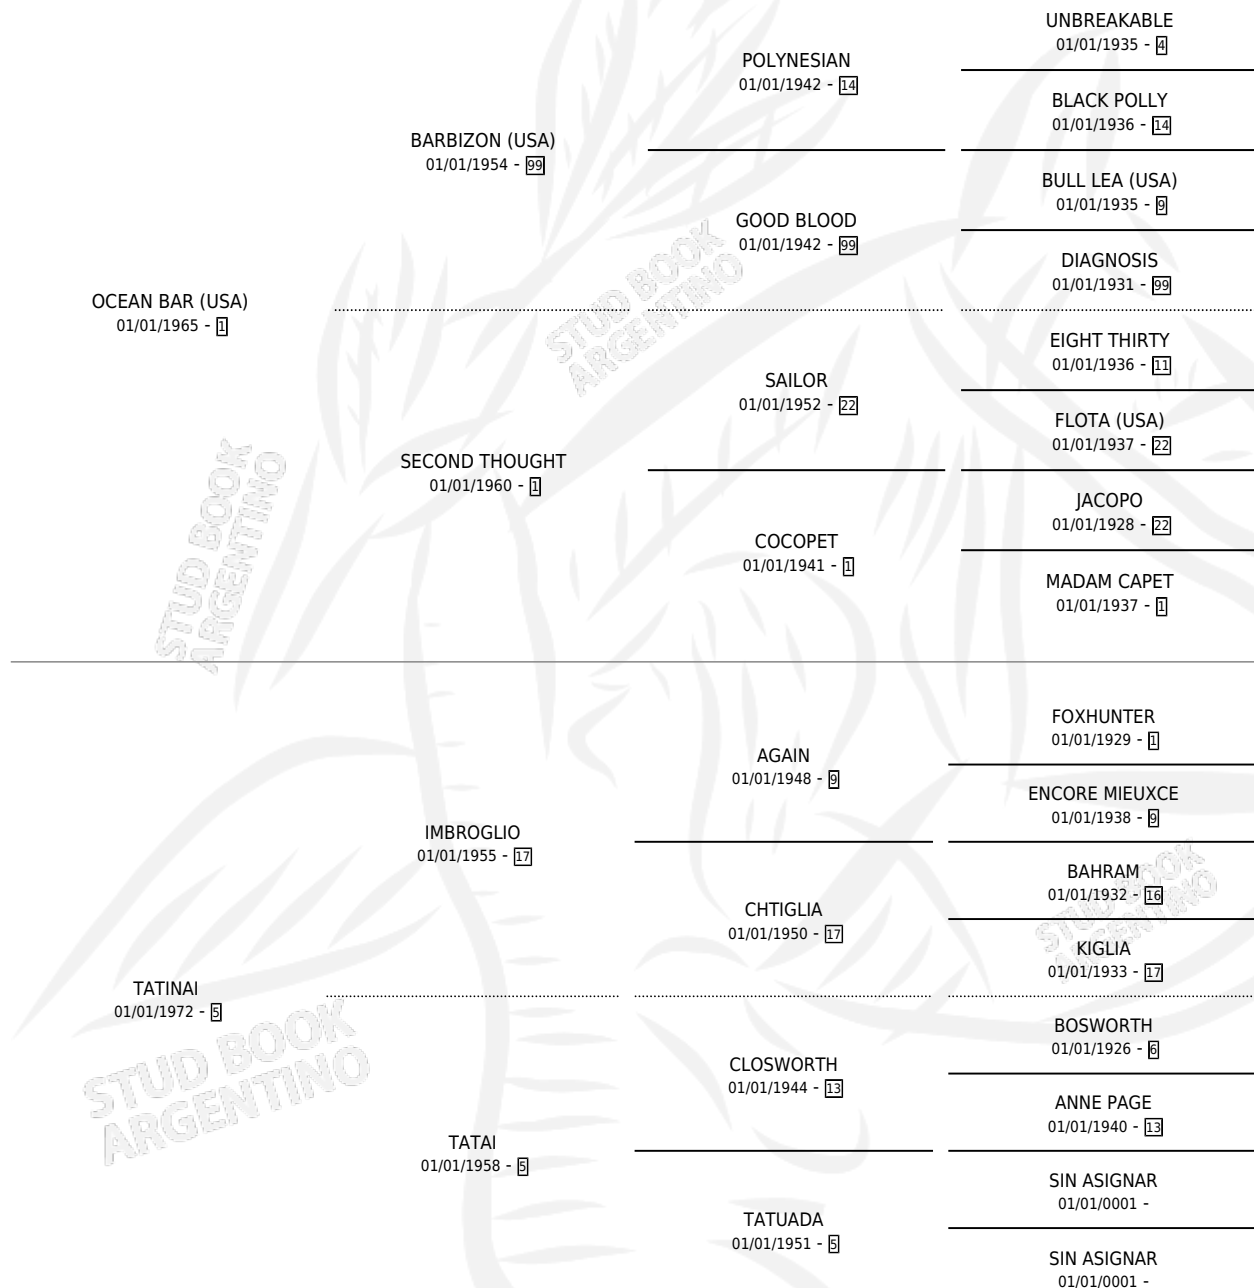 UNBREAKABLE
01/01/1935 - 4
POLYNESIAN
01/01/1942 - 14
BLACK POLLY
01/01/1936 - 14
BARBIZON (USA)
01/01/1954 - 99
BULL LEA (USA)
01/01/1935 - 9
GOOD BLOOD
01/01/1942 - 99
DIAGNOSIS
01/01/1931 - 99
OCEAN BAR (USA)
01/01/1965 - 1
EIGHT THIRTY
01/01/1936 - 11
SAILOR
01/01/1952 - 22
FLOTA (USA)
01/01/1937 - 22
SECOND THOUGHT
01/01/1960 - 1
JACOPO
01/01/1928 - 22
COCOPET
01/01/1941 - 1
MADAM CAPET
01/01/1937 - 1
FOXHUNTER
01/01/1929 - 1
AGAIN
01/01/1948 - 9
ENCORE MIEUXCE
01/01/1938 - 9
IMBROGLIO
01/01/1955 - 17
BAHRAM
01/01/1932 - 16
CHTIGLIA
01/01/1950 - 17
KIGLIA
01/01/1933 - 17
TATINAI
01/01/1972 - 5
BOSWORTH
01/01/1926 - 6
CLOSWORTH
01/01/1944 - 13
ANNE PAGE
01/01/1940 - 13
TATAI
01/01/1958 - 5
SIN ASIGNAR
01/01/0001 -
TATUADA
01/01/1951 - 5
SIN ASIGNAR
01/01/0001 -
STUD BOOK
ARGENTINO
STUD BOOK
ARGENTINO
STUD BOOK
ARGENTINO
STUD BOOK
ARGENTINO